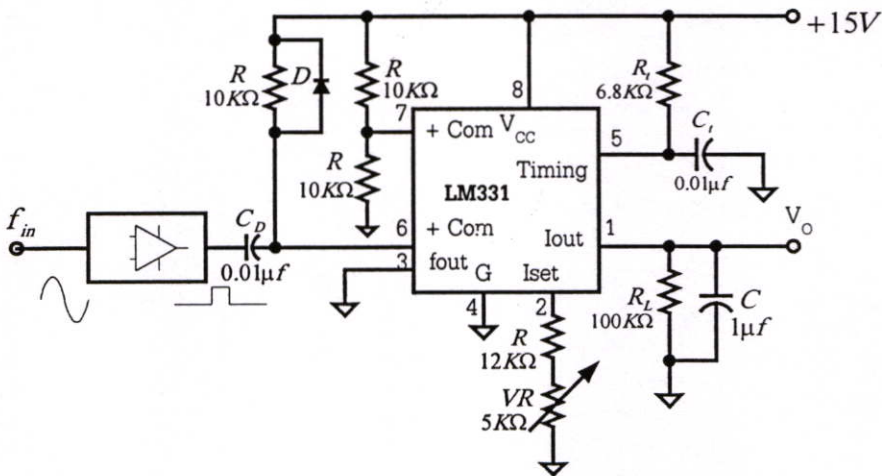 +15V
R
10KΩ
D
R
10KΩ
7
8
R_t
6.8KΩ
+ Com V_CC
5
C_t
Timing
0.01μf
R
10KΩ
LM331
f_in
C_D
0.01μf
6
+ Com
Iout
1
V_O
3
fout
G
Iset
4
2
R_L
100KΩ
C
1μf
R
12KΩ
VR
5KΩ